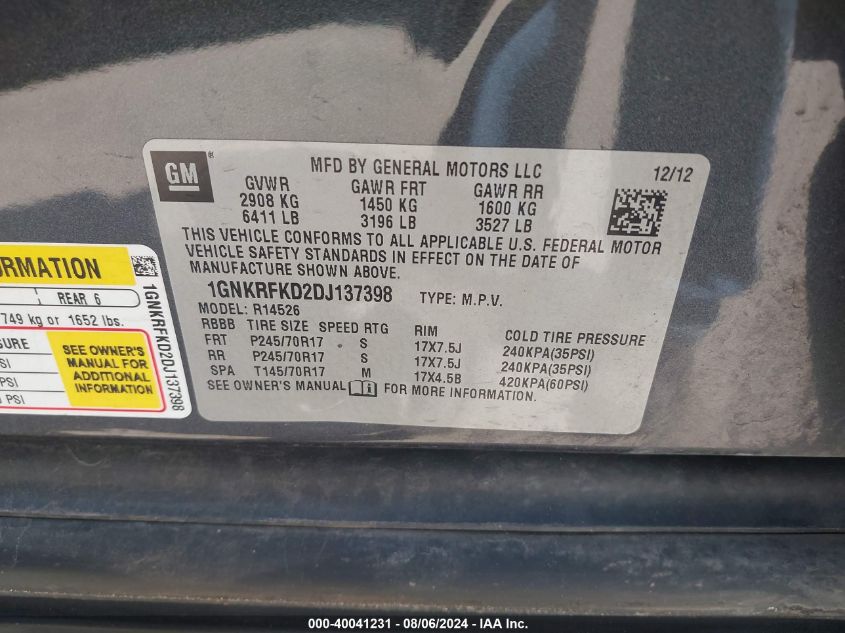 GM
®
MFD BY GENERAL MOTORS LLC 12/12
GVWR GAWR FRT GAWR RR
2908 KG 1450 KG 1600 KG
6411 LB 3196 LB 3527 LB
THIS VEHICLE CONFORMS TO ALL APPLICABLE U.S. FEDERAL MOTOR
VEHICLE SAFETY STANDARDS IN EFFECT ON THE DATE OF
MANUFACTURE SHOWN ABOVE.
1GNKRFKD2DJ137398 TYPE: M.P.V.
MODEL: R14526
RBBB TIRE SIZE SPEED RTG RIM COLD TIRE PRESSURE
FRT P245/70R17 S 17X7.5J 240KPA(35PSI)
RR P245/70R17 S 17X7.5J 240KPA(35PSI)
SPA T145/70R17 M 17X4.5B 420KPA(60PSI)
SEE OWNER'S MANUAL FOR MORE INFORMATION.
ORMATION
REAR 6
749 kg or 1652 lbs.
SURE
SI
PSI
PSI
SEE OWNER'S
MANUAL FOR
ADDITIONAL
INFORMATION
1GNKRFKD2DJ137398
000-40041231 - 08/06/2024 - IAA Inc.